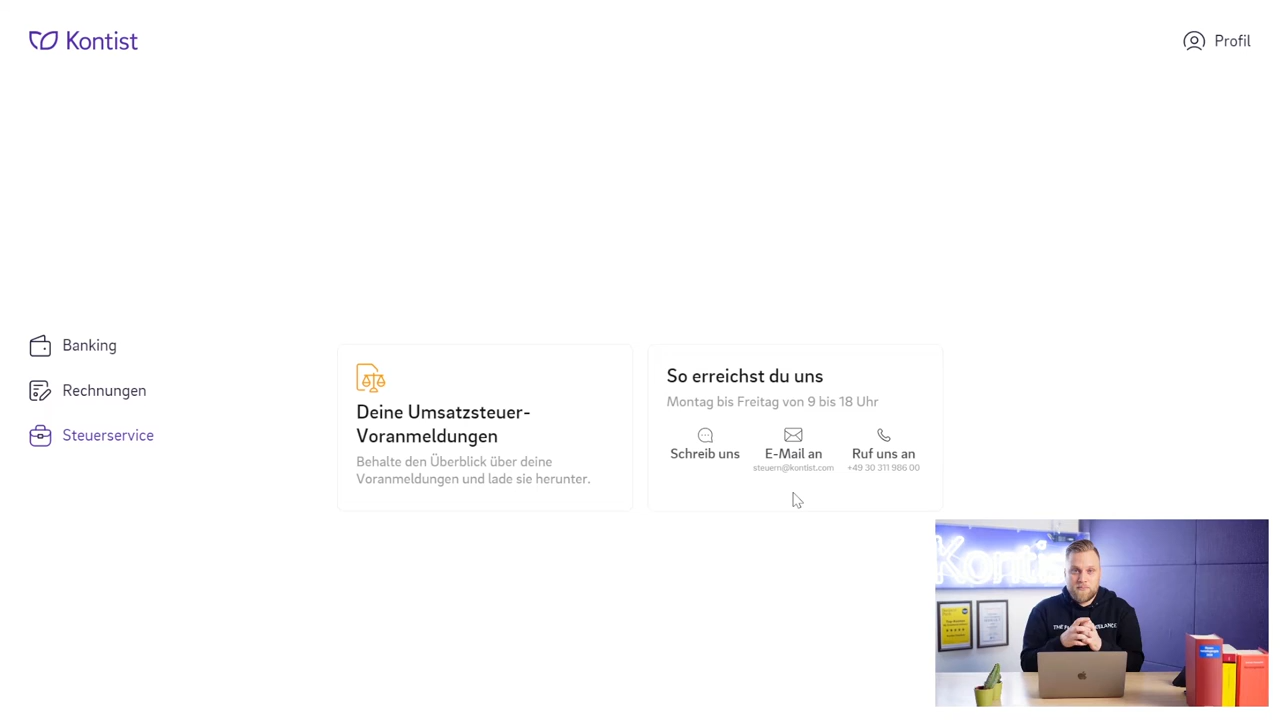 Kontist
Profil
Banking
Rechnungen
Steuerservice
Deine Umsatzsteuer-
Voranmeldungen
Behalte den Überblick über deine
Voranmeldungen und lade sie herunter.
So erreichst du uns
Montag bis Freitag von 9 bis 18 Uhr
Schreib uns
E-Mail an
steuern@kontist.com
Ruf uns an
+49 30 311 986 00
Kontist